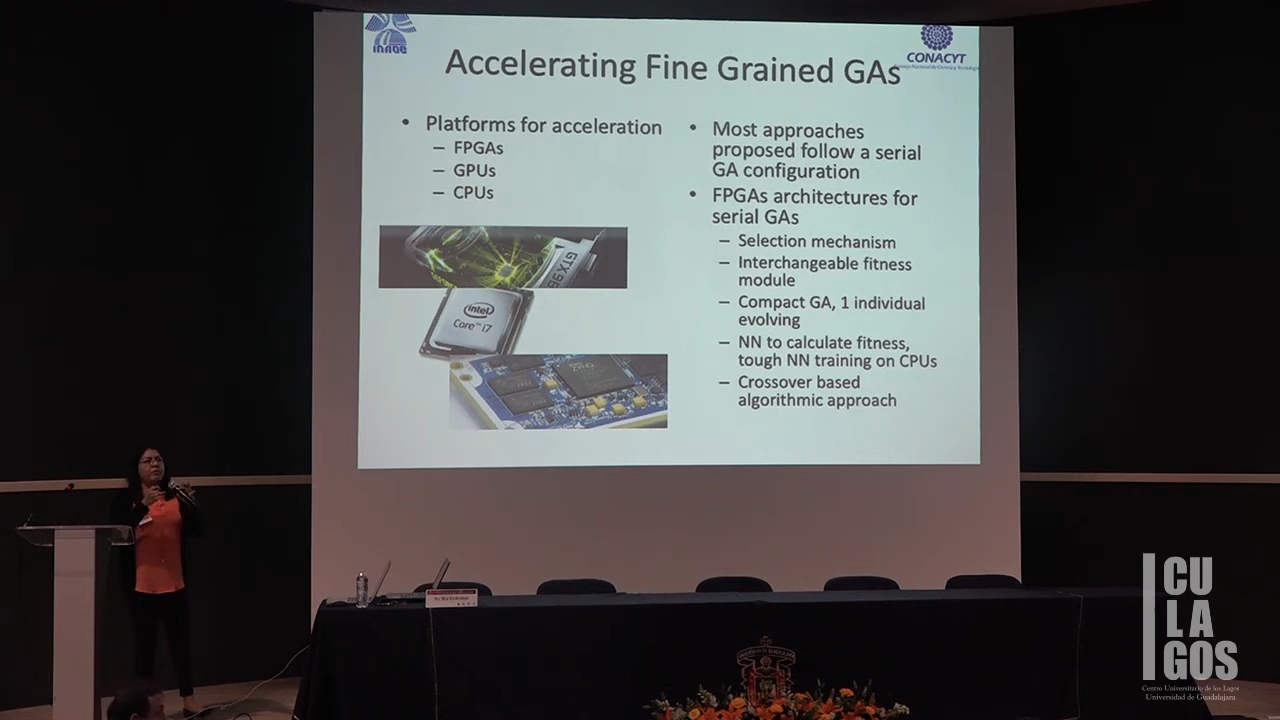 INAOE
CONACYT
Accelerating Fine Grained GAs
• Platforms for acceleration
– FPGAs
– GPUs
– CPUs
GTX
intel
Core™ i7
• Most approaches
proposed follow a serial
GA configuration
• FPGAs architectures for
serial GAs
– Selection mechanism
– Interchangeable fitness
module
– Compact GA, 1 individual
evolving
– NN to calculate fitness,
tough NN training on CPUs
– Crossover based
algorithmic approach
CU
LA
GOS
Centro Universitario de los Lagos
Universidad de Guadalajara